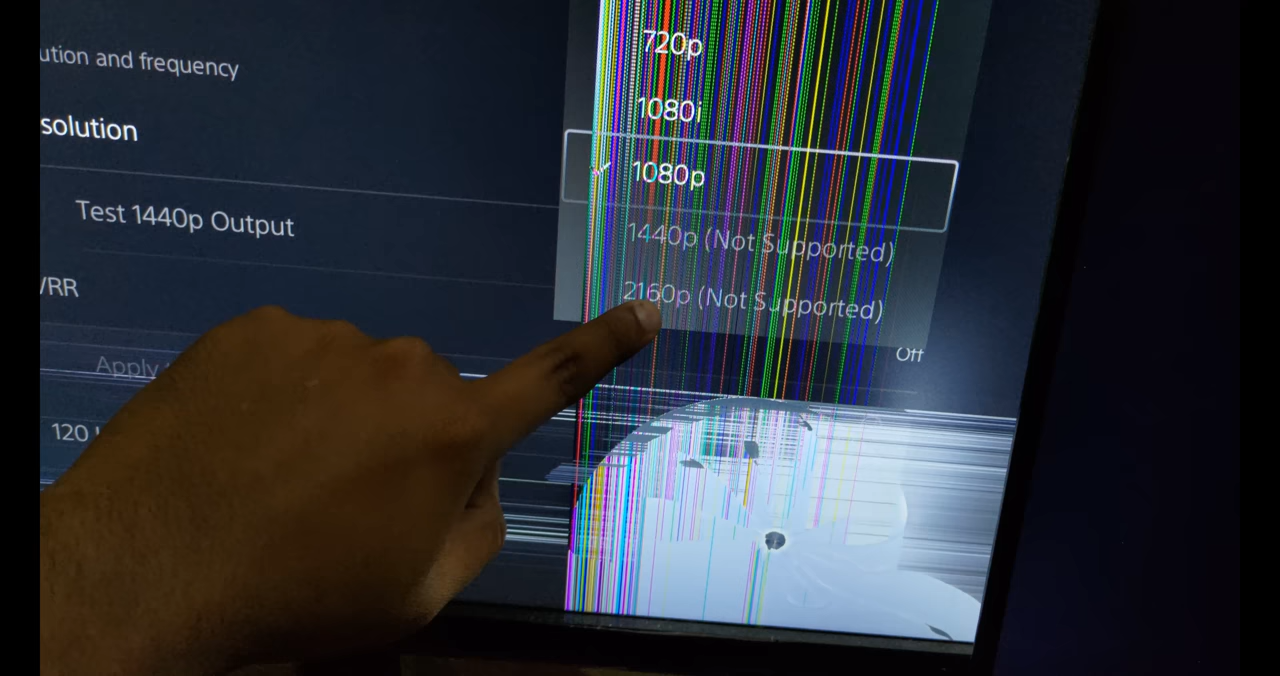 ution and frequency
solution
Test 1440p Output
VRR
Apply
120
720p
1080i
1080p
1440p (Not Supported)
2160p (Not Supported)
Off